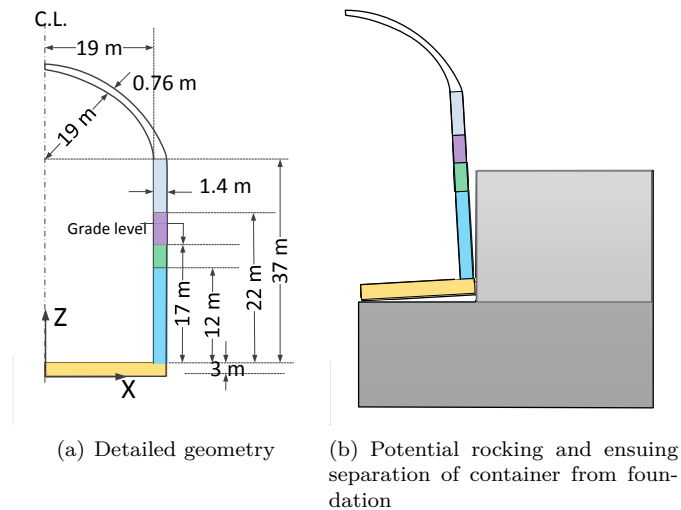 C.L.
19 m
0.76 m
19 m
1.4 m
Grade level
37 m
22 m
17 m
12 m
Z
3 m
X
(a) Detailed geometry
(b) Potential rocking and ensuing
separation of container from foun-
dation